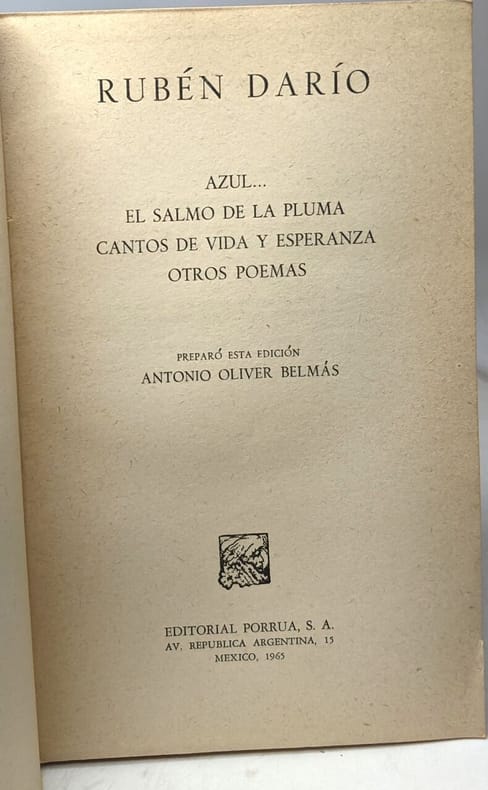 RUBÉN DARÍO
AZUL...
EL SALMO DE LA PLUMA
CANTOS DE VIDA Y ESPERANZA
OTROS POEMAS
PREPARÓ ESTA EDICIÓN
ANTONIO OLIVER BELMÁS
EDITORIAL PORRUA, S. A.
AV. REPUBLICA ARGENTINA, 15
MEXICO, 1965